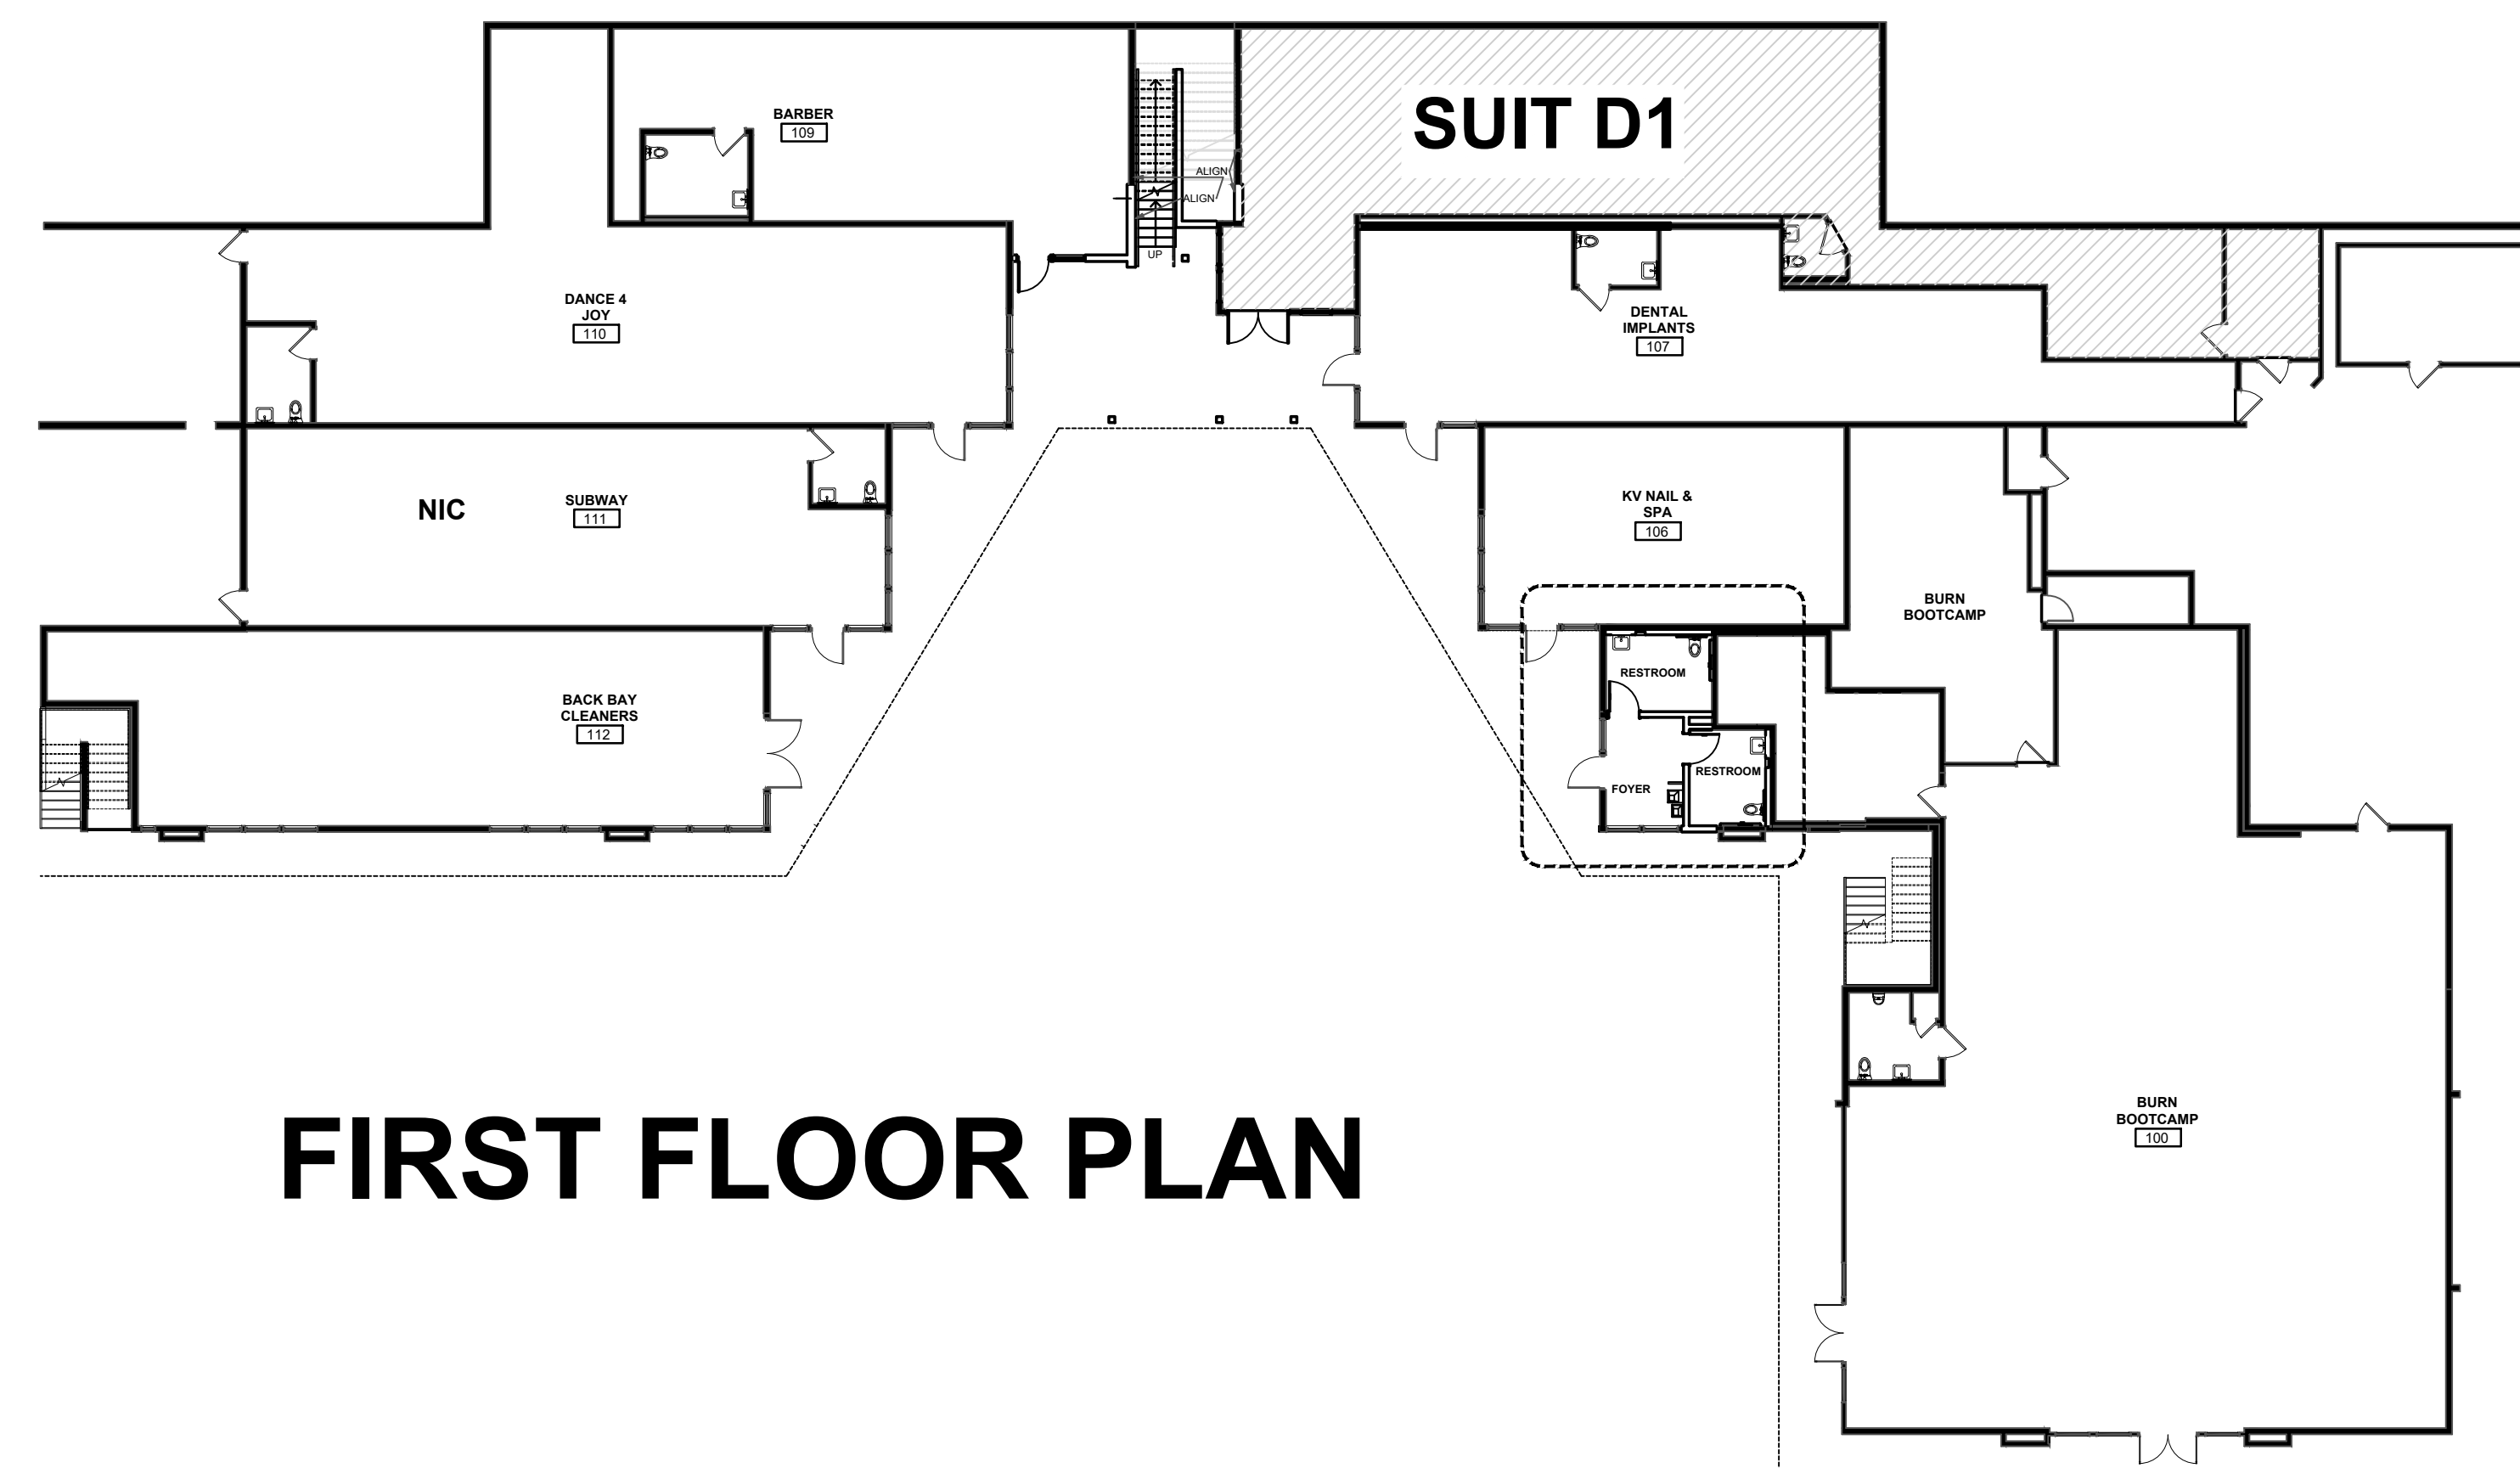 BARBER
109
SUIT D1
ALIGN
ALIGN
UP
DANCE 4
JOY
110
DENTAL
IMPLANTS
107
NIC
SUBWAY
111
KV NAIL &
SPA
106
BURN
BOOTCAMP
BACK BAY
CLEANERS
112
RESTROOM
RESTROOM
FOYER
FIRST FLOOR PLAN
BURN
BOOTCAMP
100